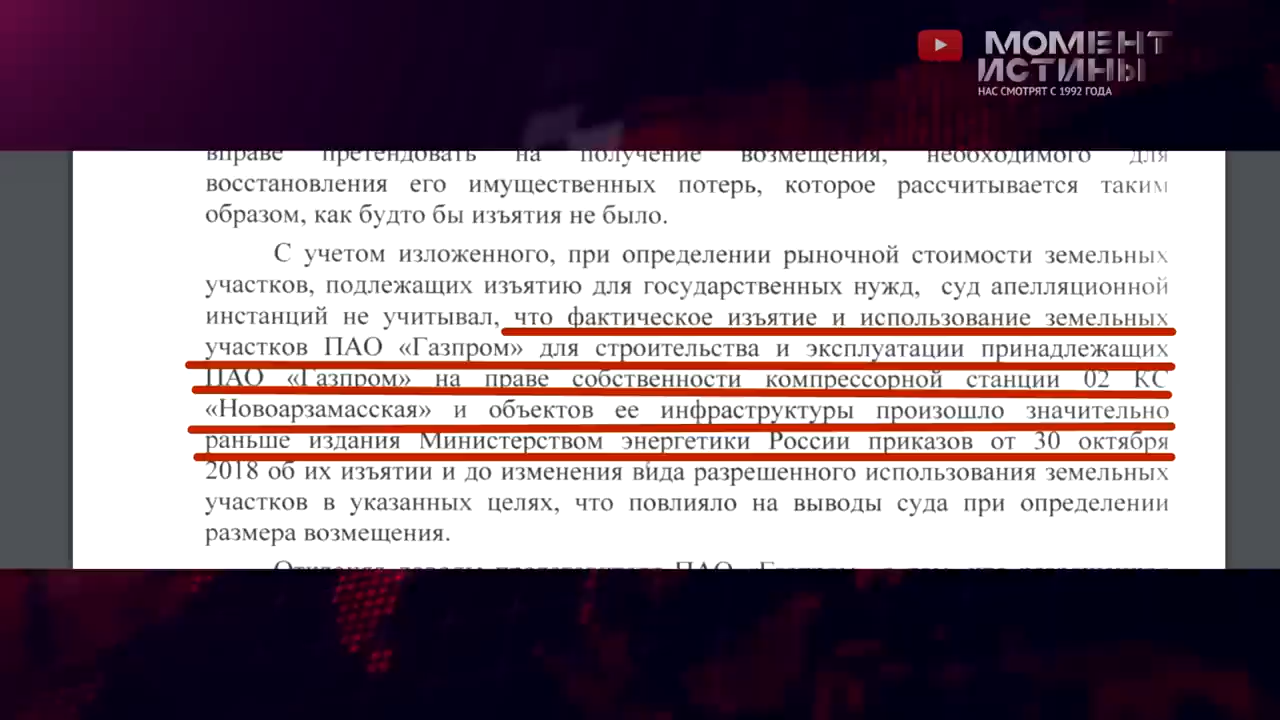 МОМЕНТ
ИСТИНЫ
НАС СМОТРЯТ С 1992 ГОДА
вправе претендовать на получение возмещения, необходимого для
восстановления его имущественных потерь, которое рассчитывается таким
образом, как будто бы изъятия не было.
С учетом изложенного, при определении рыночной стоимости земельных
участков, подлежащих изъятию для государственных нужд, суд апелляционной
инстанций не учитывал, что фактическое изъятие и использование земельных
участков ПАО «Газпром» для строительства и эксплуатации принадлежащих
ПАО «Газпром» на праве собственности компрессорной станции 02 КС
«Новоарзамасская» и объектов ее инфраструктуры произошло значительно
раньше издания Министерством энергетики России приказов от 30 октября
2018 об их изъятии и до изменения вида разрешенного использования земельных
участков в указанных целях, что повлияло на выводы суда при определении
размера возмещения.